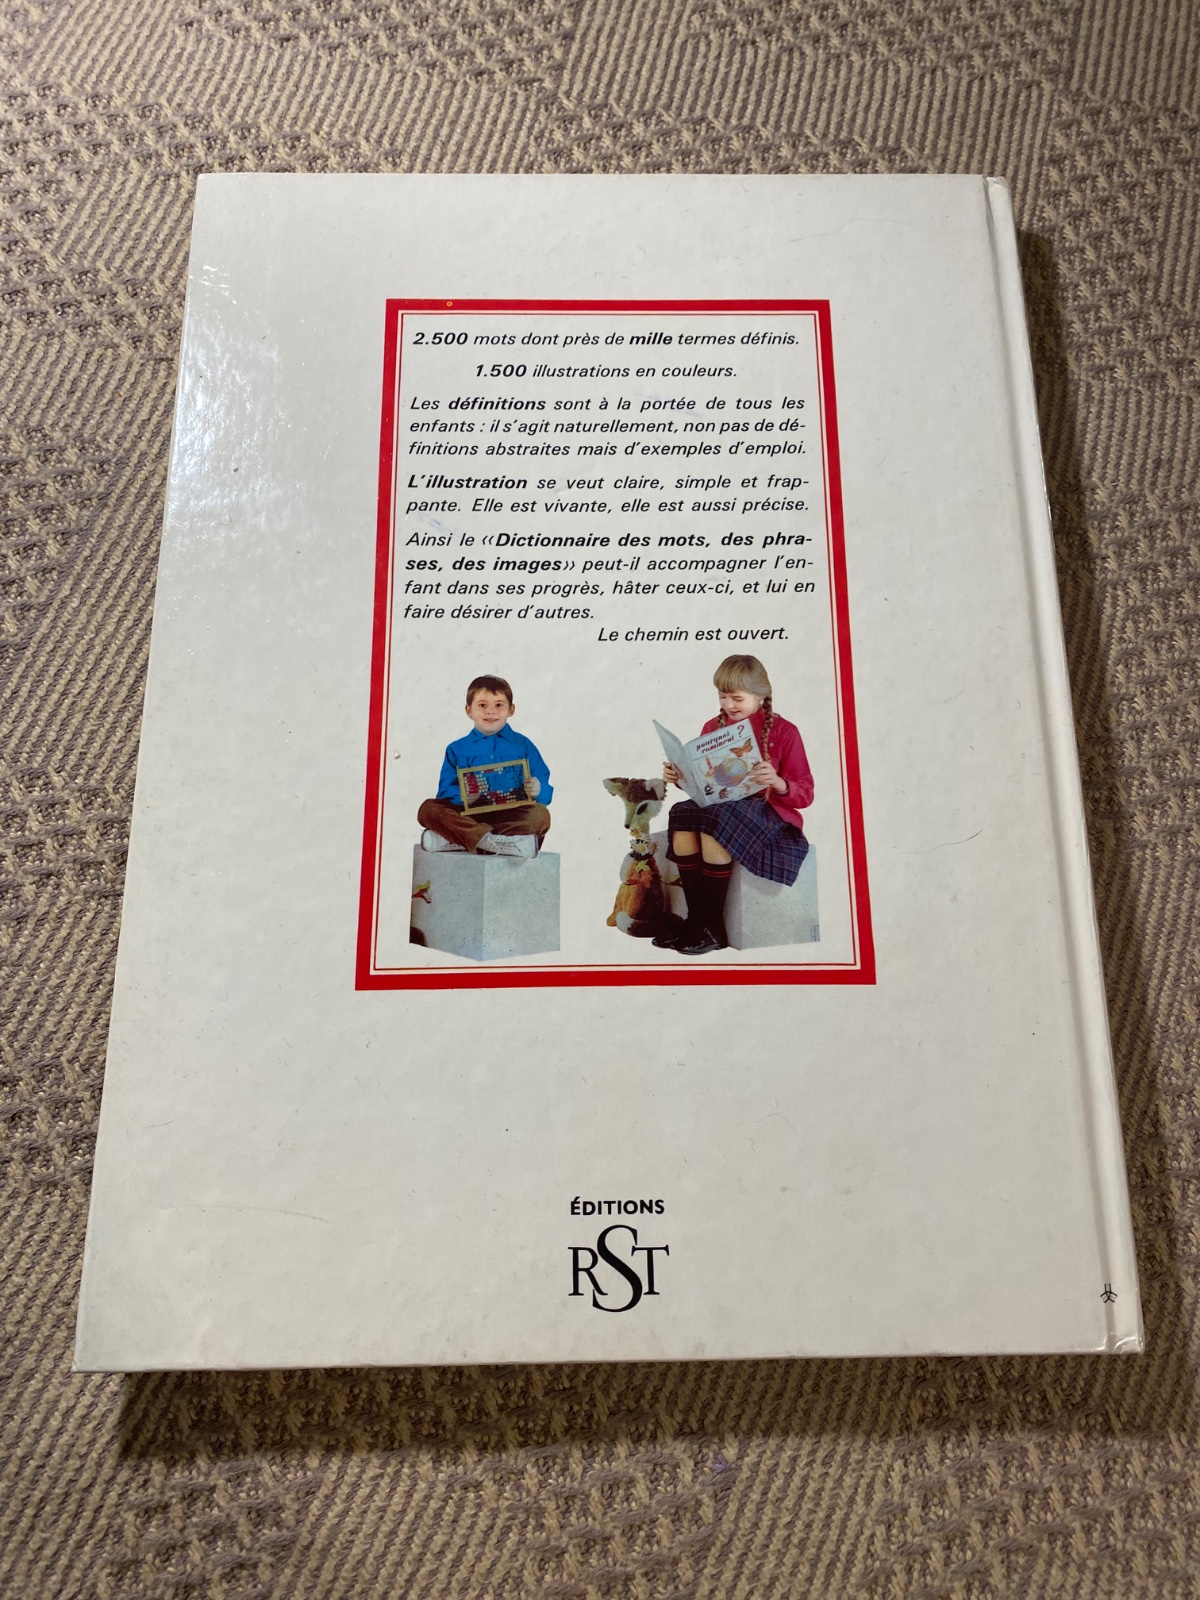 2.500 mots dont près de mille termes définis.
1.500 illustrations en couleurs.
Les définitions sont à la portée de tous les
enfants : il s'agit naturellement, non pas de dé-
finitions abstraites mais d'exemples d'emploi.
L'illustration se veut claire, simple et frap-
pante. Elle est vivante, elle est aussi précise.
Ainsi le ‹‹Dictionnaire des mots, des phra-
ses, des images›› peut-il accompagner l'en-
fant dans ses progrès, hâter ceux-ci, et lui en
faire désirer d'autres.
Le chemin est ouvert.
pourquoi
comment ?
ÉDITIONS
RST